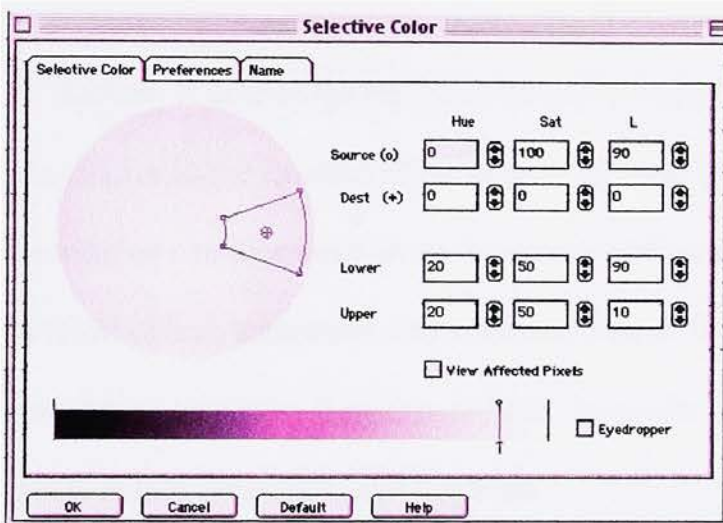 Selective Color
Selective Color Preferences Name
Hue Sat L
Source (o) 0 100 90
Dest (+) 0 0 0
Lower 20 50 90
Upper 20 50 10
View Affected Pixels
Eyedropper
OK Cancel Default Help